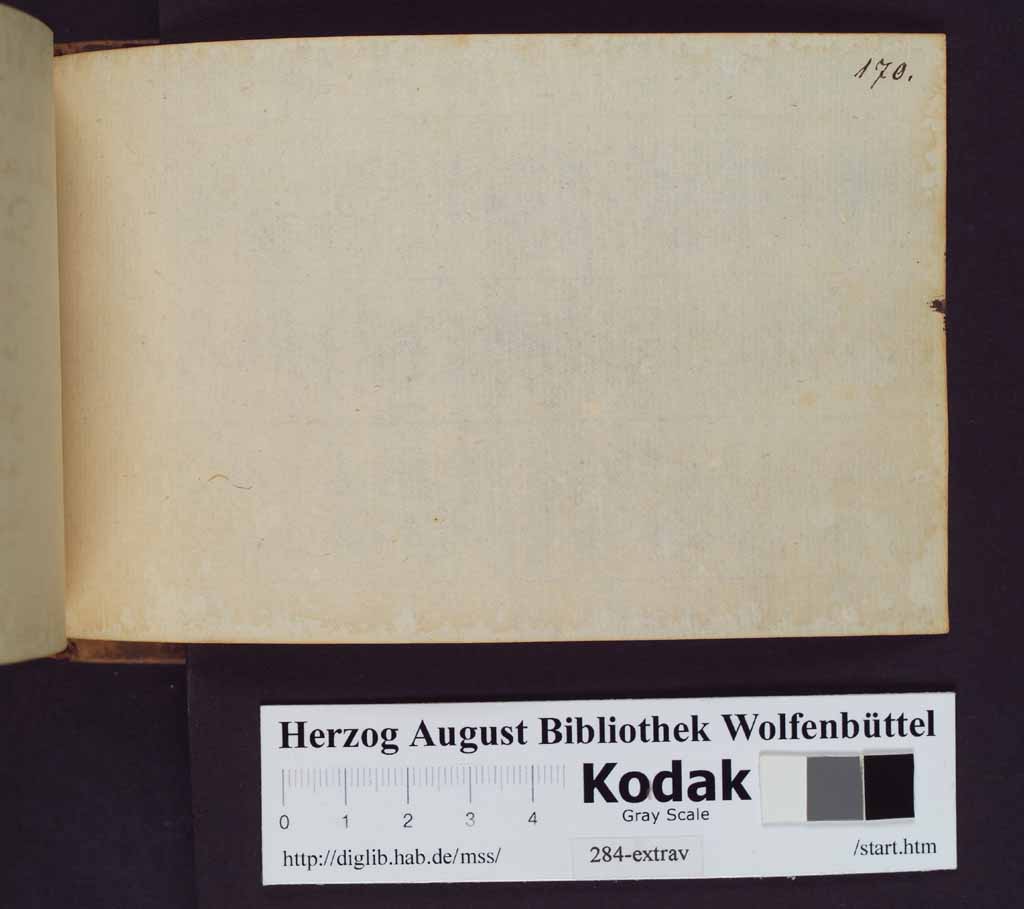 170.
Herzog August Bibliothek Wolfenbüttel
Kodak
Gray Scale
0 1 2 3 4
http://diglib.hab.de/mss/ 284-extrav /start.htm